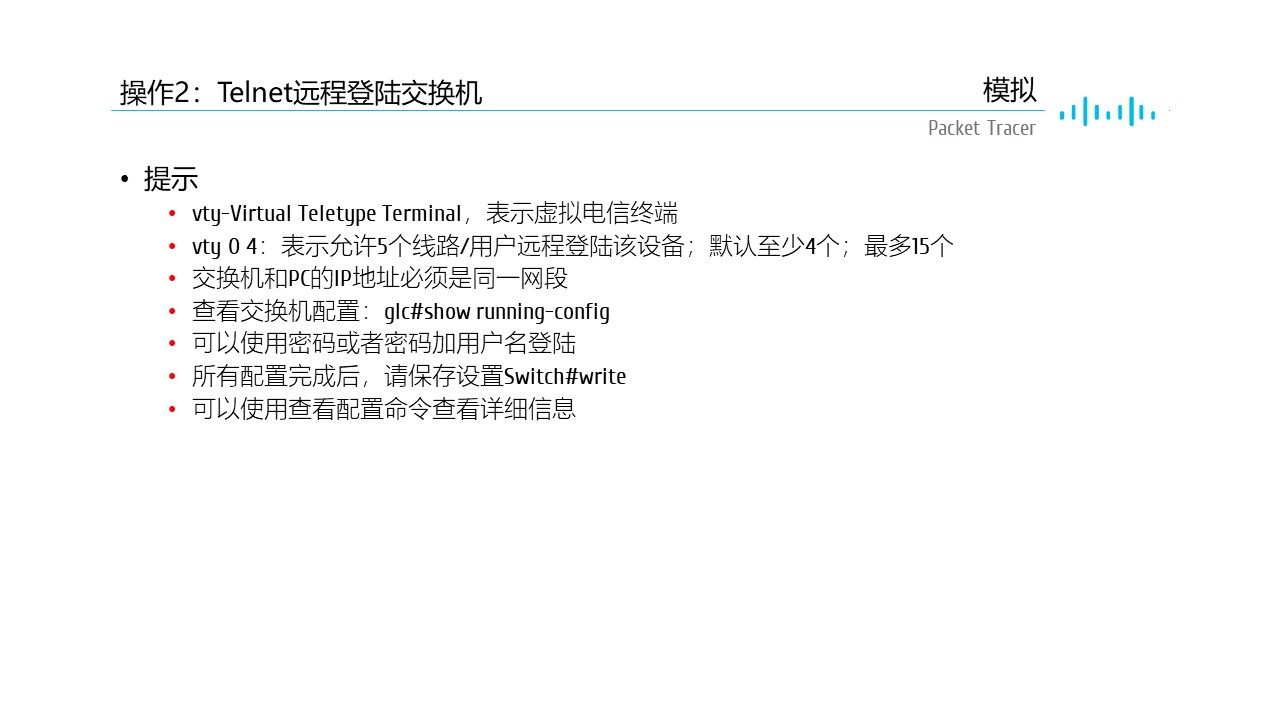 操作2：Telnet远程登陆交换机
模拟
Packet Tracer
• 提示
• vty-Virtual Teletype Terminal，表示虚拟电信终端
• vty 0 4：表示允许5个线路/用户远程登陆该设备；默认至少4个；最多15个
• 交换机和PC的IP地址必须是同一网段
• 查看交换机配置：glc#show running-config
• 可以使用密码或者密码加用户名登陆
• 所有配置完成后，请保存设置Switch#write
• 可以使用查看配置命令查看详细信息